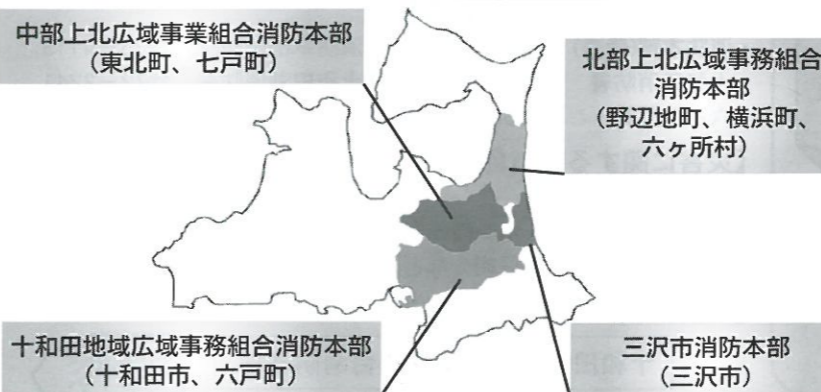 中部上北広域事業組合消防本部
（東北町、七戸町）
北部上北広域事務組合
消防本部
（野辺地町、横浜町、
六ヶ所村）
十和田地域広域事務組合消防本部
（十和田市、六戸町）
三沢市消防本部
（三沢市）